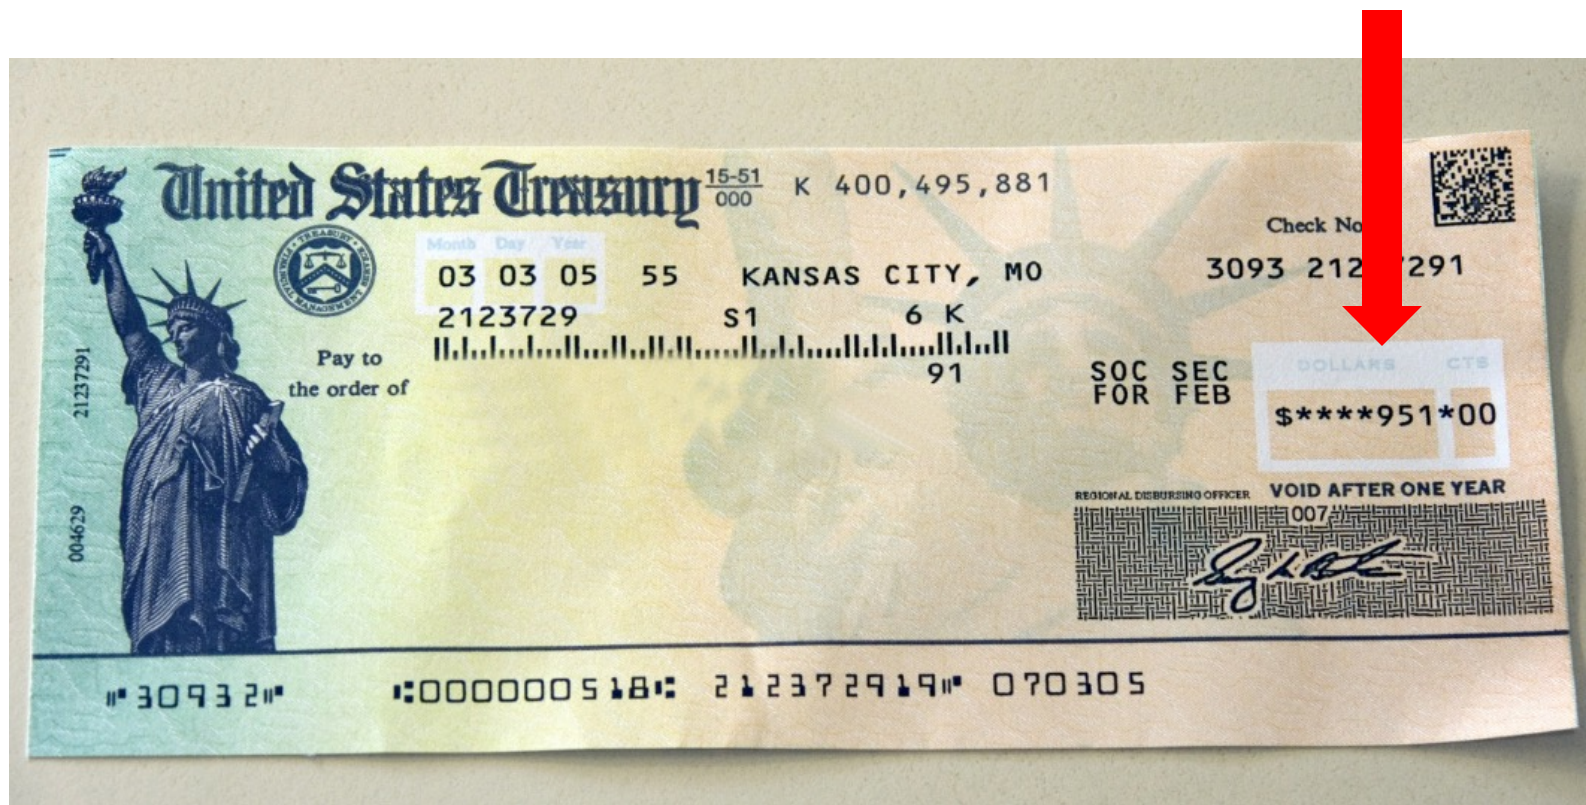 United States Treasury 15-51 K 400,495,881
000
Check No
Month Day Year
03 03 05 55 KANSAS CITY, MO 3093 212 7291
2123729 S1 6 K
Pay to
the order of
91
SOC SEC
FOR FEB
DOLLARS CTS
$****951*00
21237291
004629
REGIONAL DISBURSING OFFICER VOID AFTER ONE YEAR
007
⑈30932⑈ ⑆000000518⑆ 212372919⑈ 070305